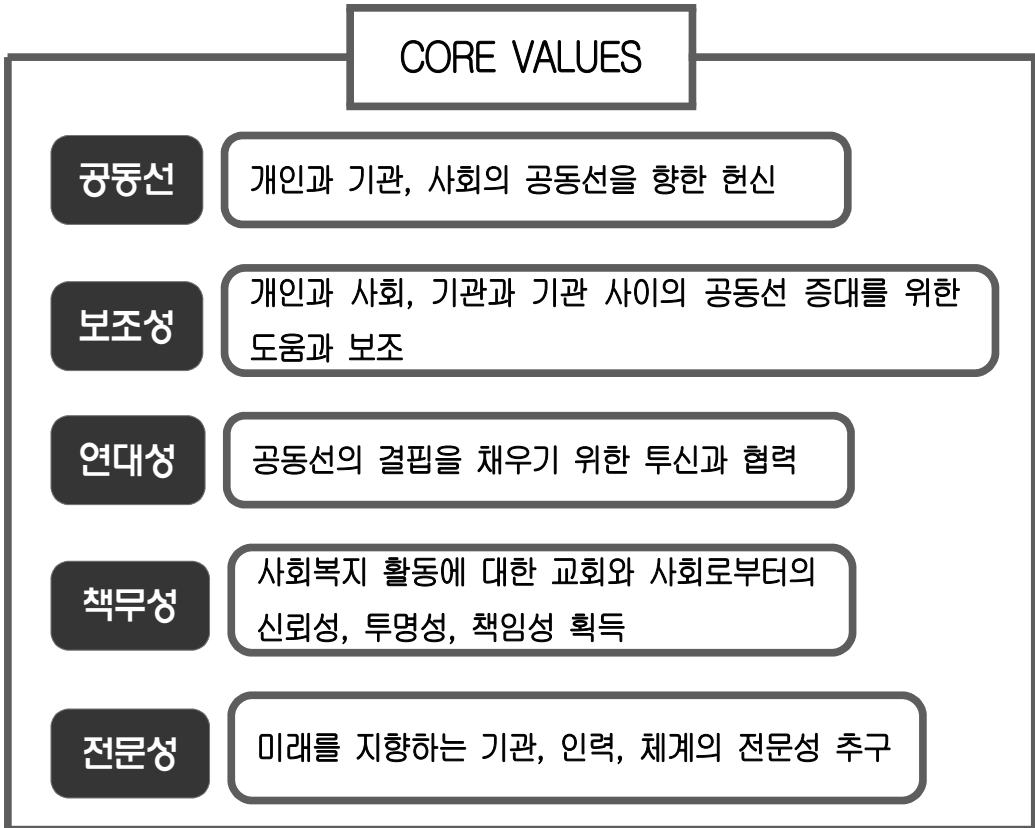 CORE VALUES
공동선
개인과 기관, 사회의 공동선을 향한 헌신
보조성
개인과 사회, 기관과 기관 사이의 공동선 증대를 위한
도움과 보조
연대성
공동선의 결핍을 채우기 위한 투신과 협력
책무성
사회복지 활동에 대한 교회와 사회로부터의
신뢰성, 투명성, 책임성 획득
전문성
미래를 지향하는 기관, 인력, 체계의 전문성 추구